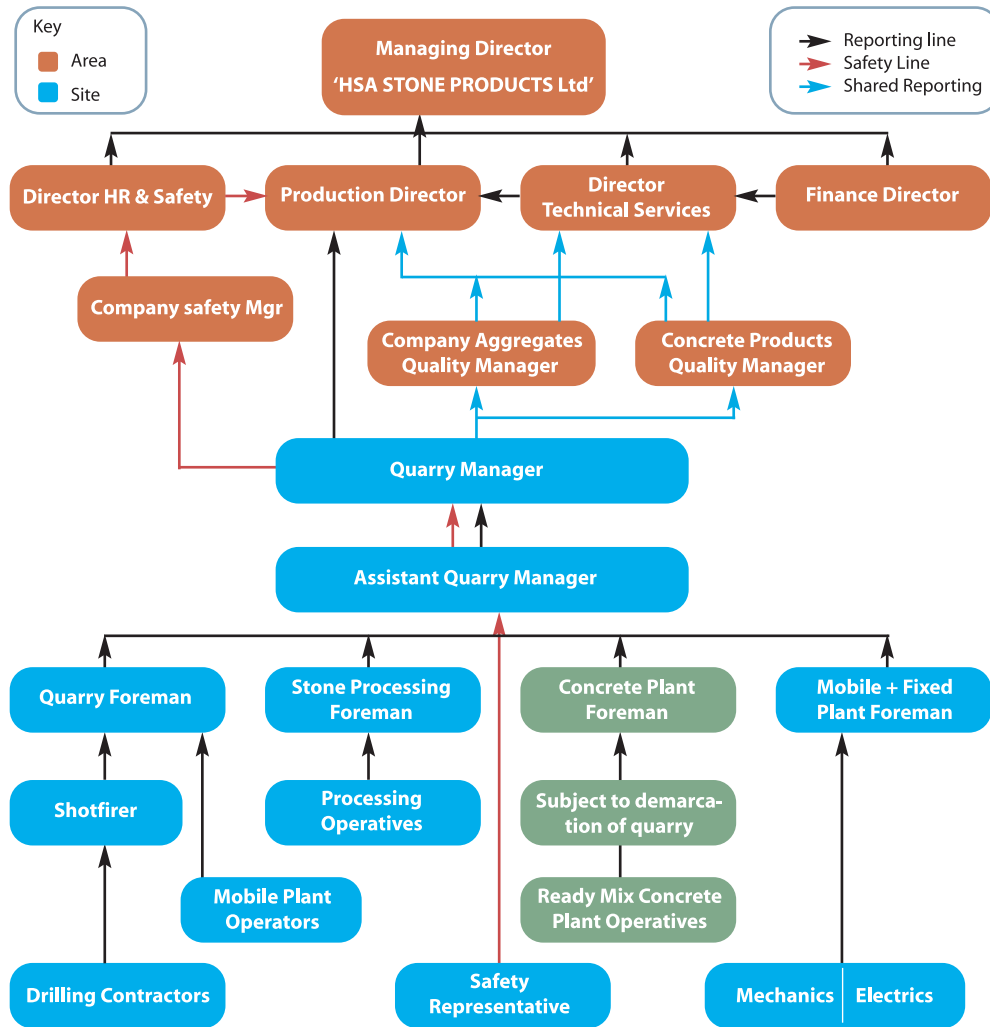 Key
Area
Site
Managing Director
‘HSA STONE PRODUCTS Ltd’
Reporting line
Safety Line
Shared Reporting
Director HR & Safety
Production Director
Director
Technical Services
Finance Director
Company safety Mgr
Company Aggregates
Quality Manager
Concrete Products
Quality Manager
Quarry Manager
Assistant Quarry Manager
Quarry Foreman
Stone Processing
Foreman
Concrete Plant
Foreman
Mobile + Fixed
Plant Foreman
Shotfirer
Processing
Operatives
Subject to demarca-
tion of quarry
Mobile Plant
Operators
Ready Mix Concrete
Plant Operatives
Drilling Contractors
Safety
Representative
Mechanics
Electrics